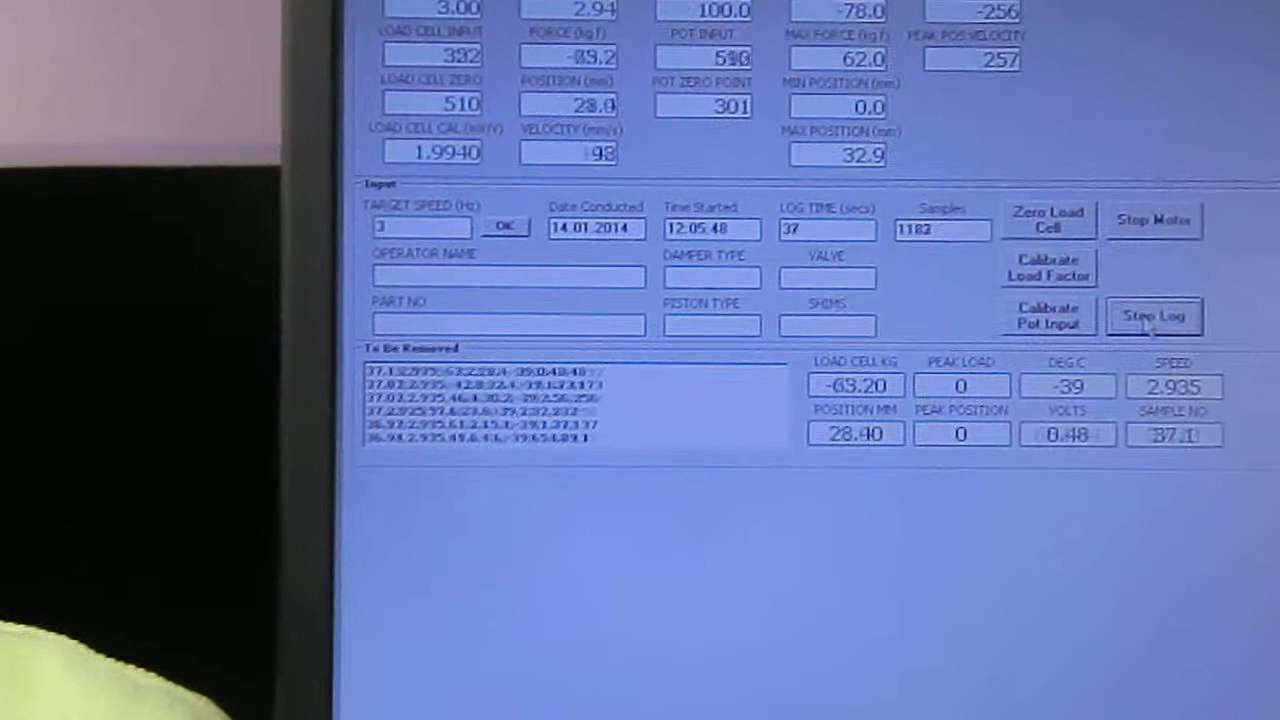 3.00 2.94 100.0 -78.0 -256
LOAD CELL INPUT FORCE (kg f) POT INPUT MAX FORCE (kg f) PEAK POS VELOCITY
332 62.0 257
LOAD CELL ZERO POSITION (mm) POT ZERO POINT MIN POSITION (mm)
510 28.0 301 0.0
LOAD CELL CAL (mV/V) VELOCITY (mm/s) MAX POSITION (mm)
1.9940 32.9
Input
TARGET SPEED (Hz) Date Conducted Time Started LOG TIME (secs) Samples Zero Load Cell Stop Motor
3 OK 14.01.2014 12:05:48 37 1182
OPERATOR NAME DAMPER TYPE VALVE Calibrate Load Factor
PART NO PISTON TYPE SHIMS Calibrate Pot Input Stop Log
To Be Removed
LOAD CELL KG PEAK LOAD DEG C SPEED
-63.20 0 -39 2.935
POSITION MM PEAK POSITION VOLTS SAMPLE NO
28.40 0 0.48 37.1